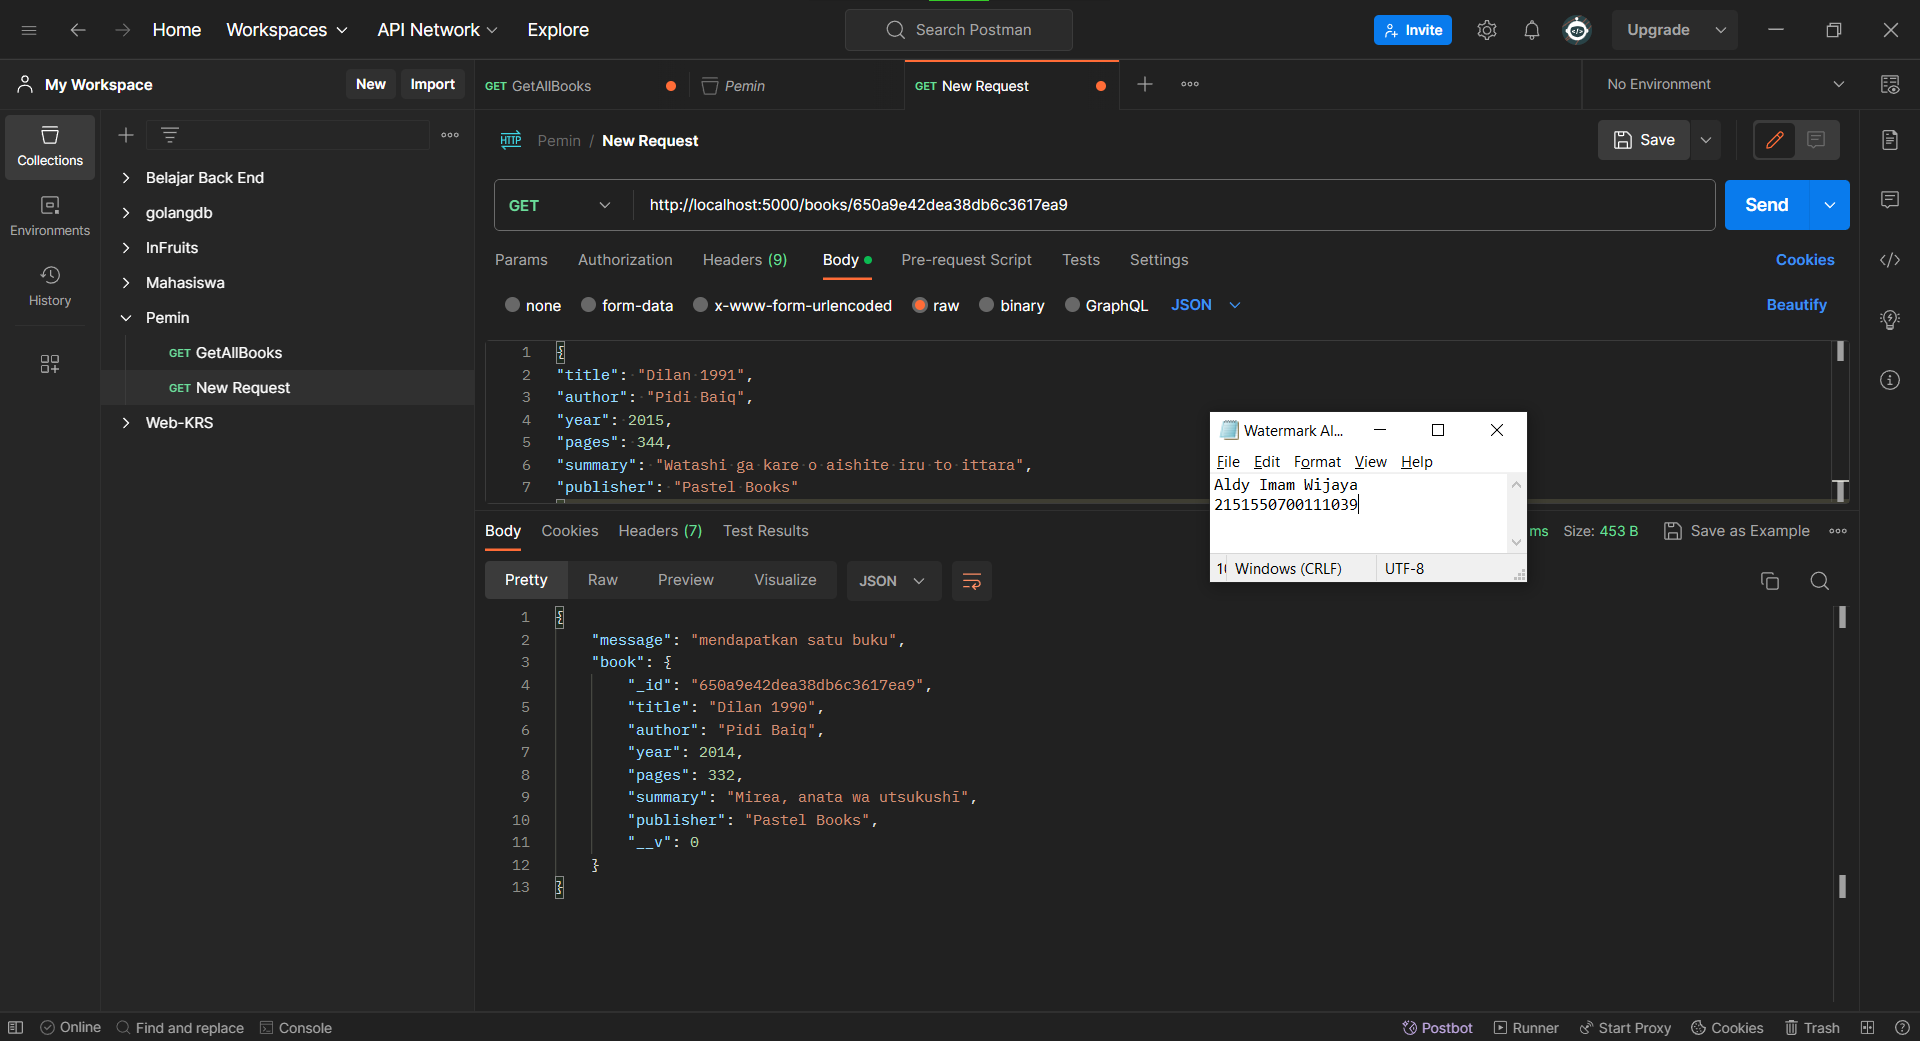 Home Workspaces API Network Explore Search Postman Invite Upgrade
My Workspace New Import GET GetAllBooks Pemin GET New Request No Environment
Collections
Environments
History
Belajar Back End
golangdb
InFruits
Mahasiswa
Pemin
GET GetAllBooks
GET New Request
Web-KRS
HTTP Pemin / New Request Save
GET http://localhost:5000/books/650a9e42dea38db6c3617ea9 Send
Params Authorization Headers (9) Body Pre-request Script Tests Settings Cookies
none form-data x-www-form-urlencoded raw binary GraphQL JSON Beautify
1 {
2 "title": "Dilan 1991",
3 "author": "Pidi Baiq",
4 "year": 2015,
5 "pages": 344,
6 "summary": "Watashi ga kare o aishite iru to ittara",
7 "publisher": "Pastel Books"
Watermark Al...
File Edit Format View Help
Aldy Imam Wijaya
2151550700111039
Windows (CRLF) UTF-8
Body Cookies Headers (7) Test Results ms Size: 453 B Save as Example
Pretty Raw Preview Visualize JSON
1 {
2 "message": "mendapatkan satu buku",
3 "book": {
4 "_id": "650a9e42dea38db6c3617ea9",
5 "title": "Dilan 1990",
6 "author": "Pidi Baiq",
7 "year": 2014,
8 "pages": 332,
9 "summary": "Mirea, anata wa utsukushī",
10 "publisher": "Pastel Books",
11 "__v": 0
12 }
13 }
Online Find and replace Console Postbot Runner Start Proxy Cookies Trash